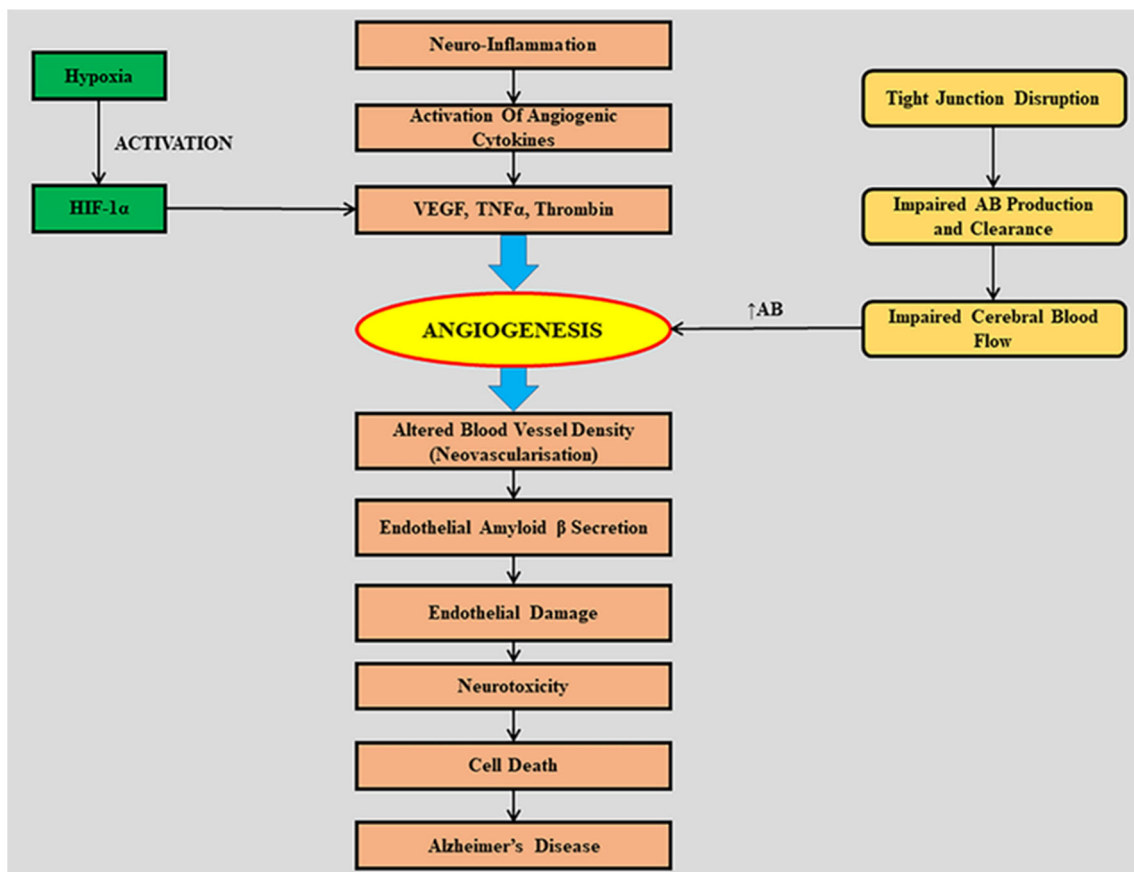 Neuro-Inflammation
Hypoxia
Tight Junction Disruption
Activation Of Angiogenic
Cytokines
ACTIVATION
HIF-1α
VEGF, TNFα, Thrombin
Impaired AB Production
and Clearance
ANGIOGENESIS
↑AB
Impaired Cerebral Blood
Flow
Altered Blood Vessel Density
(Neovascularisation)
Endothelial Amyloid β Secretion
Endothelial Damage
Neurotoxicity
Cell Death
Alzheimer's Disease